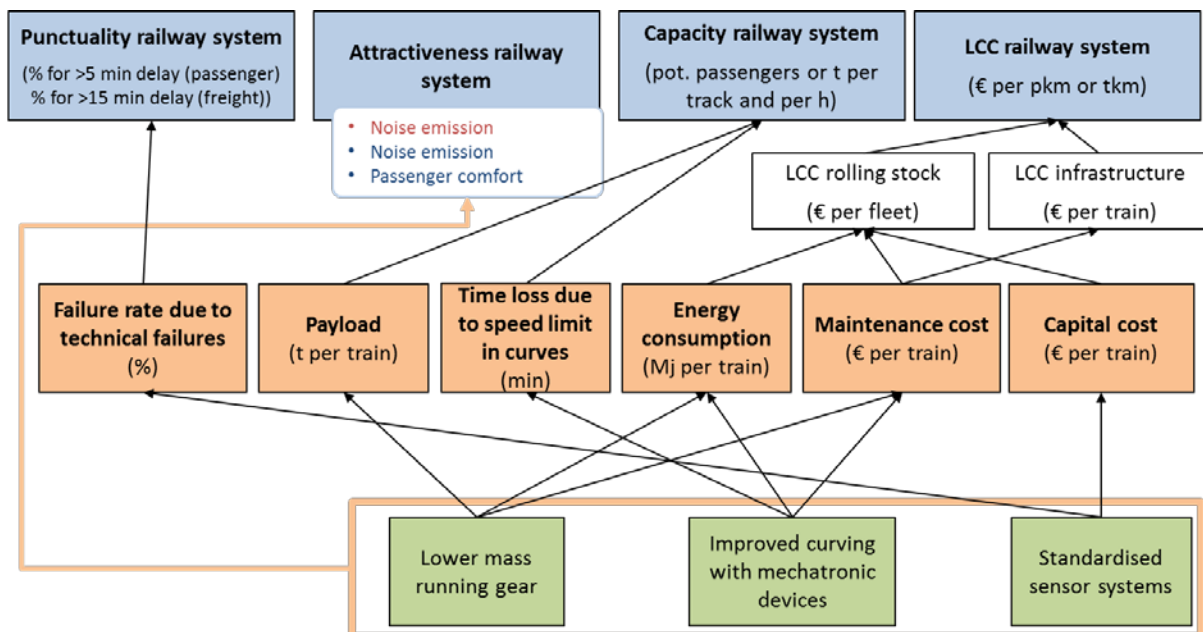 Punctuality railway system
(% for >5 min delay (passenger)
% for >15 min delay (freight))
Attractiveness railway
system
• Noise emission
• Noise emission
• Passenger comfort
Capacity railway system
(pot. passengers or t per
track and per h)
LCC railway system
(€ per pkm or tkm)
LCC rolling stock
(€ per fleet)
LCC infrastructure
(€ per train)
Failure rate due to
technical failures
(%)
Payload
(t per train)
Time loss due
to speed limit
in curves
(min)
Energy
consumption
(Mj per train)
Maintenance cost
(€ per train)
Capital cost
(€ per train)
Lower mass
running gear
Improved curving
with mechatronic
devices
Standardised
sensor systems